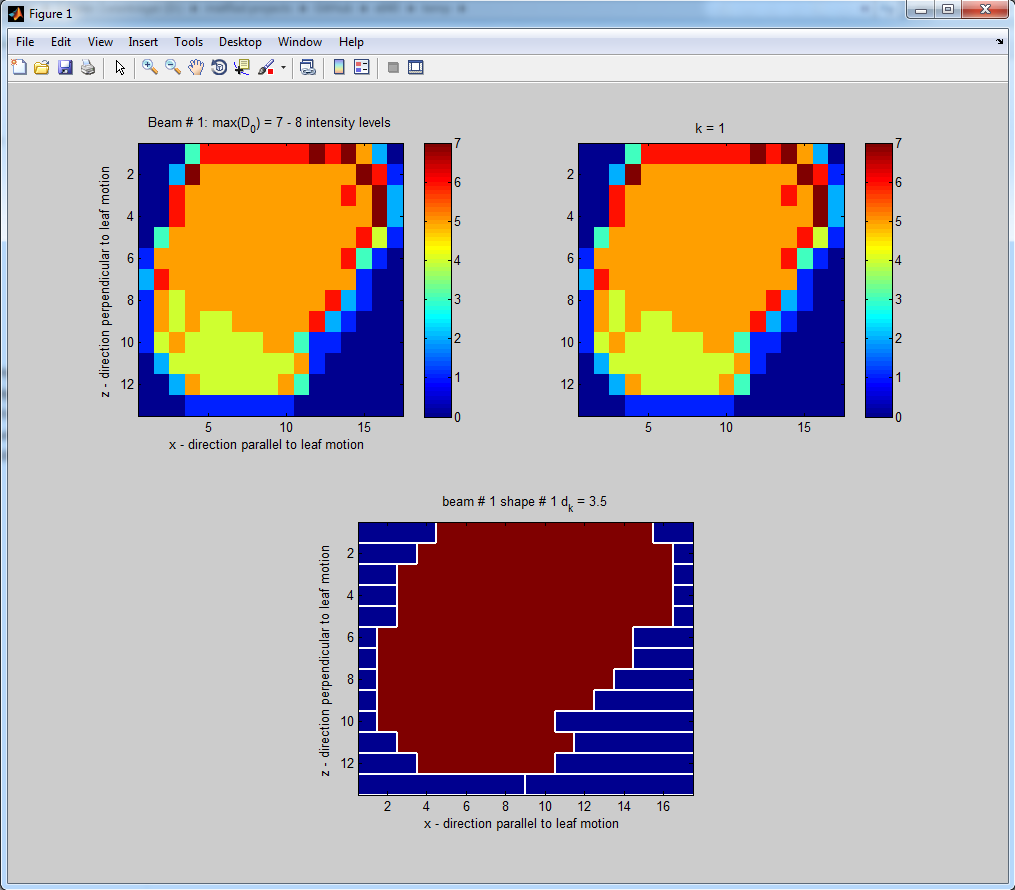 Figure 1
File Edit View Insert Tools Desktop Window Help
Beam # 1: max(D0) = 7 - 8 intensity levels
z - direction perpendicular to leaf motion
2
4
6
8
10
12
5 10 15
x - direction parallel to leaf motion
7
6
5
4
3
2
1
0
k = 1
2
4
6
8
10
12
5 10 15
7
6
5
4
3
2
1
0
beam # 1 shape # 1 dk = 3.5
z - direction perpendicular to leaf motion
2
4
6
8
10
12
2 4 6 8 10 12 14 16
x - direction parallel to leaf motion